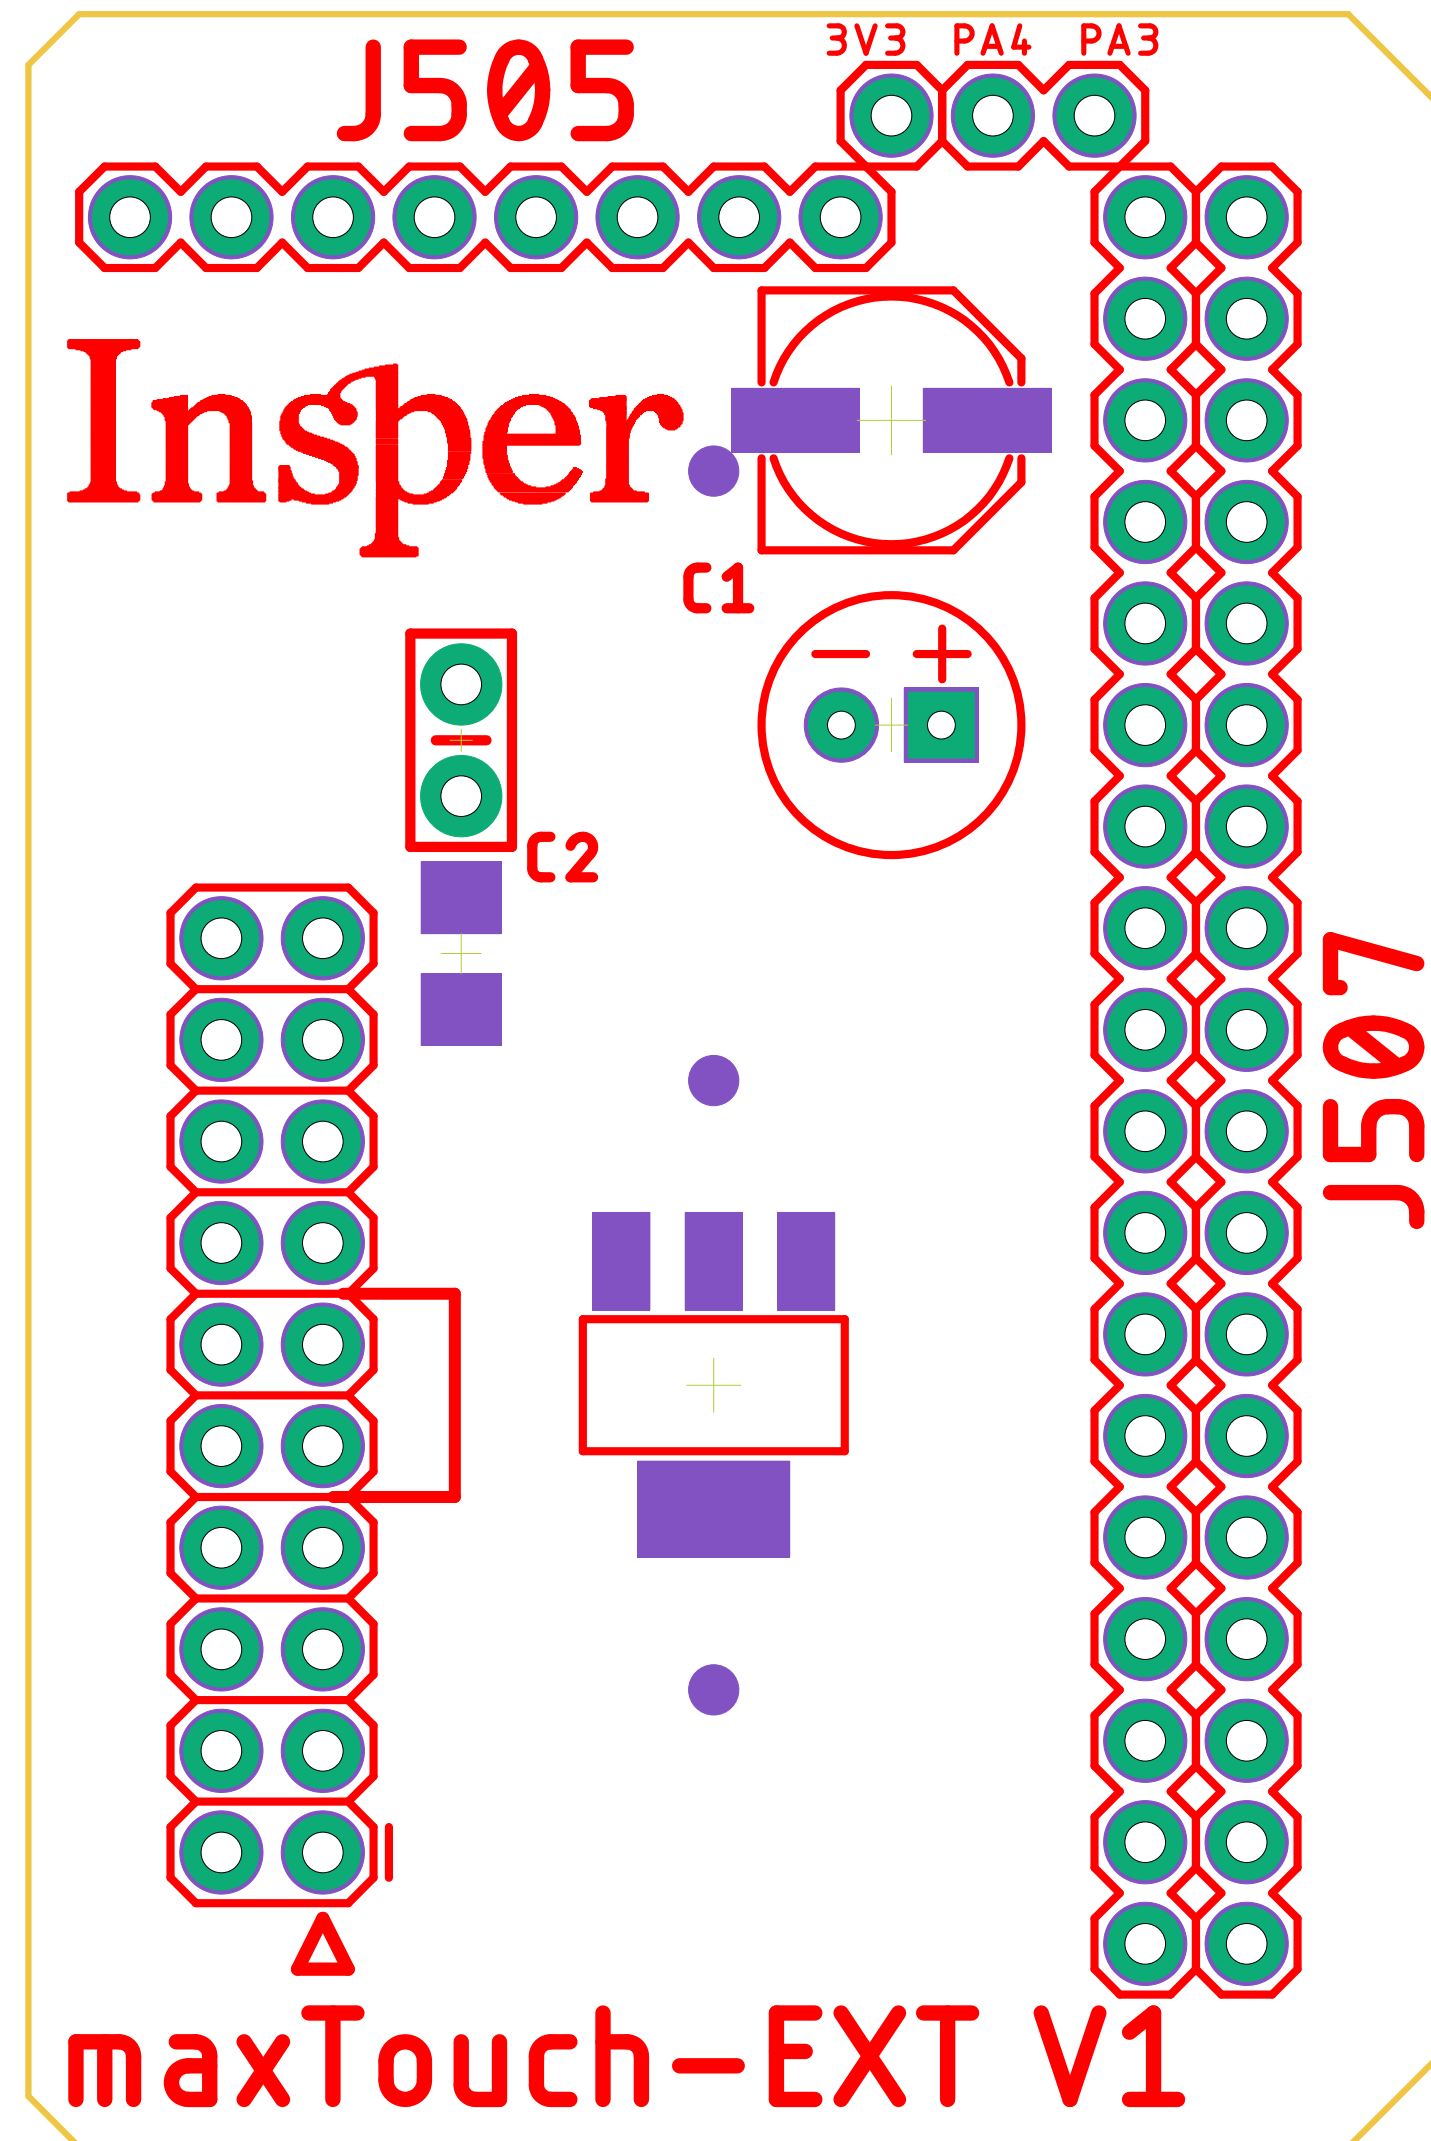 3V3 PA4 PA3
J505
Insper
C1
− +
C2
J507
maxTouch-EXT V1